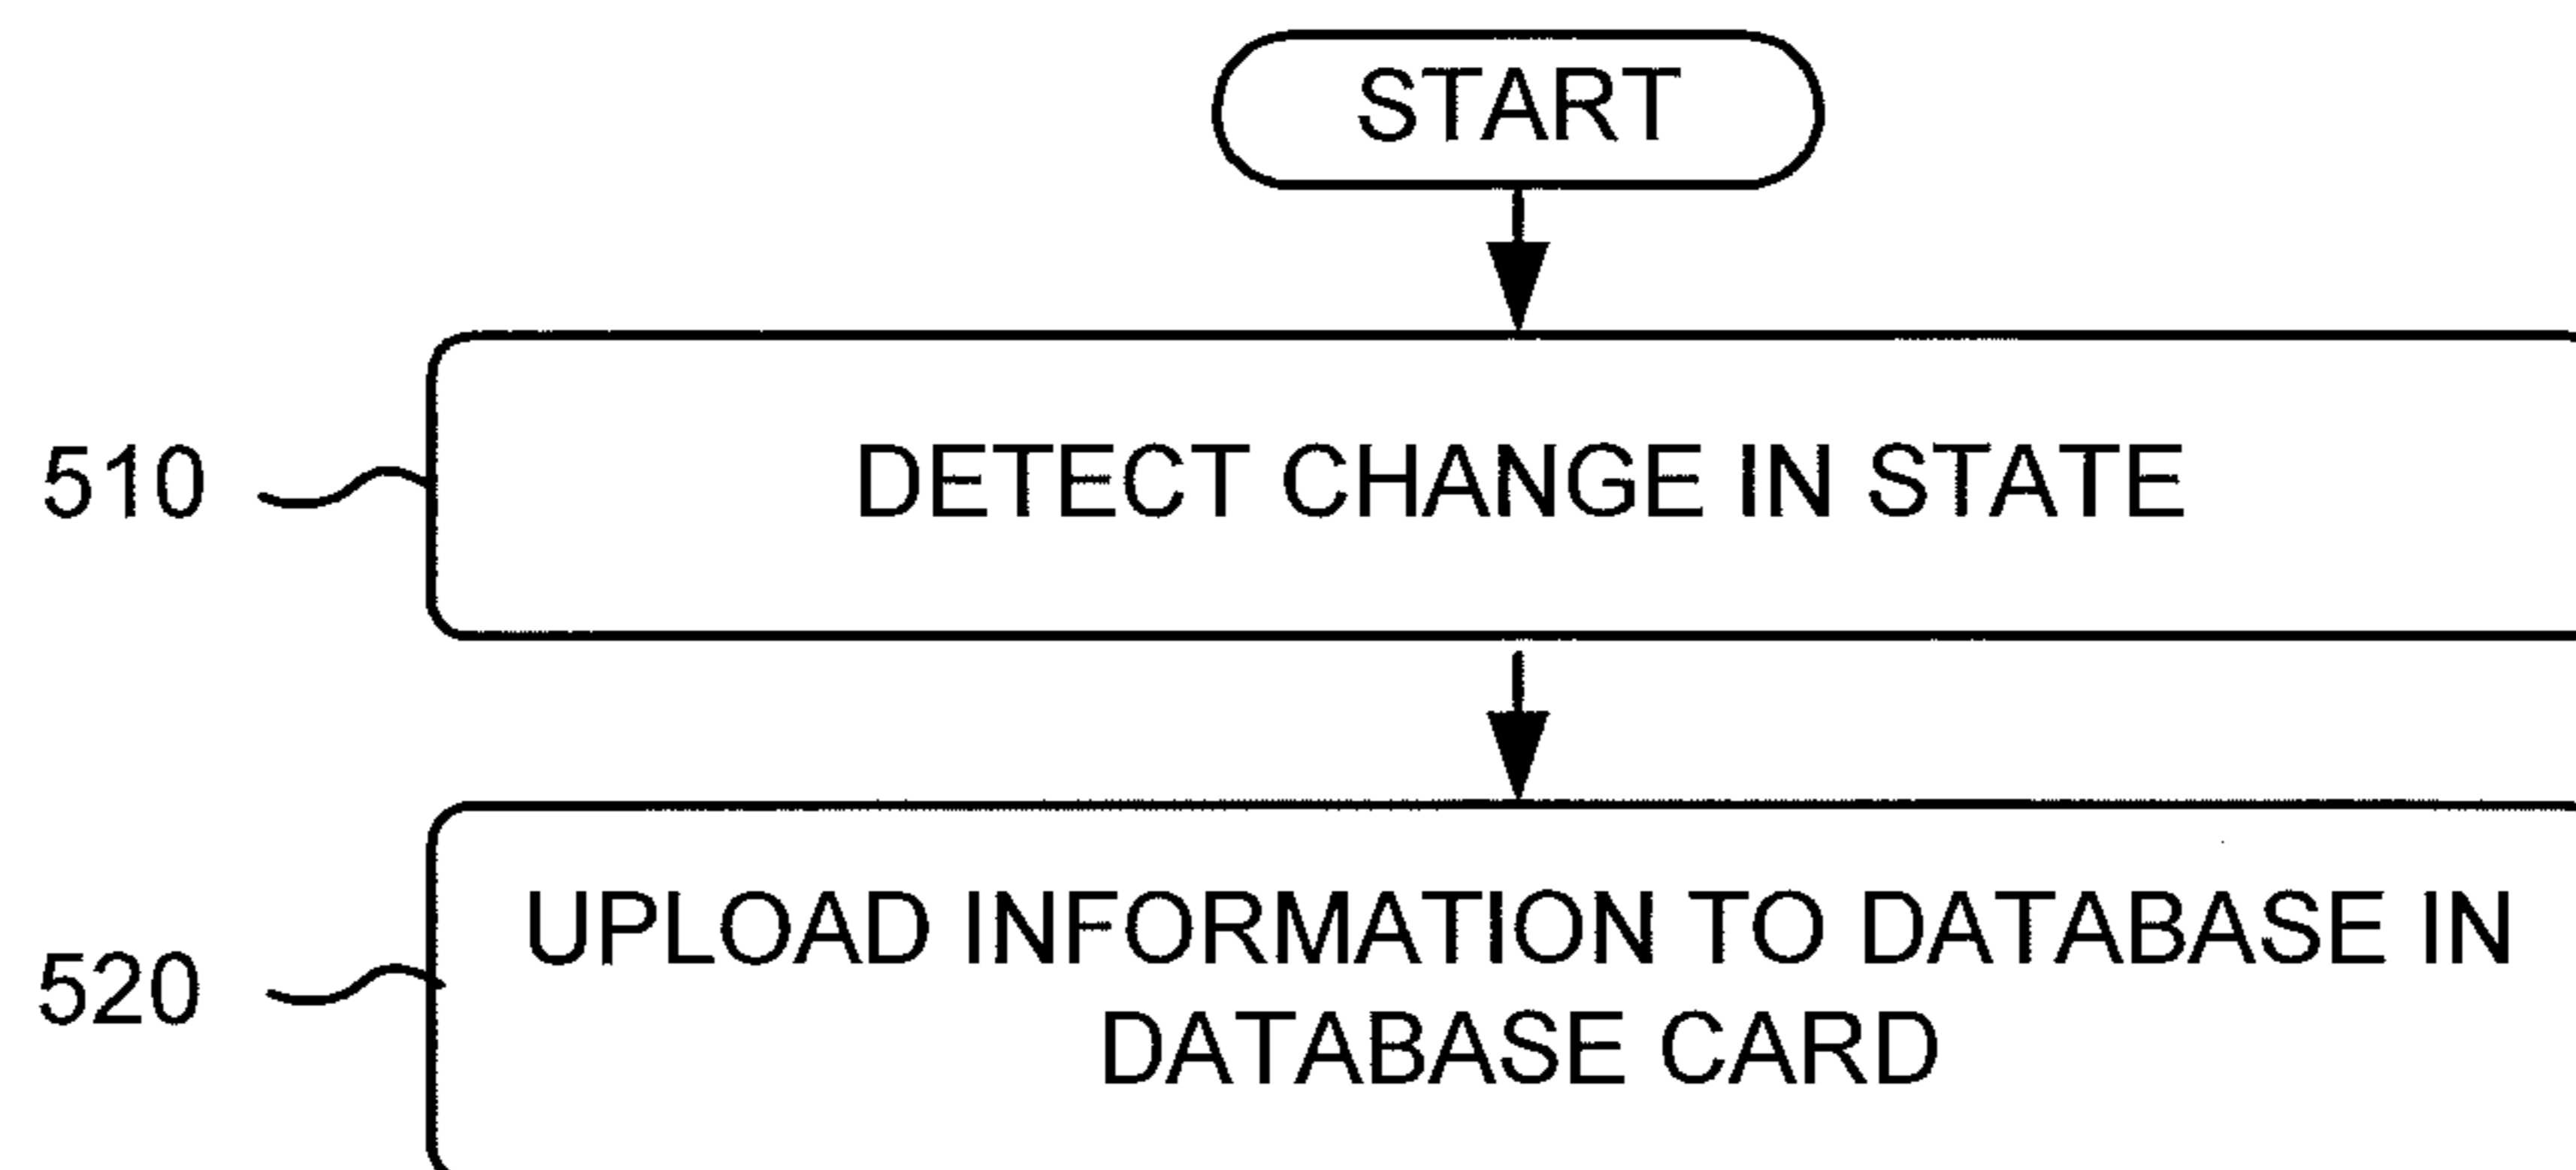 START
510
DETECT CHANGE IN STATE
520
UPLOAD INFORMATION TO DATABASE IN
DATABASE CARD